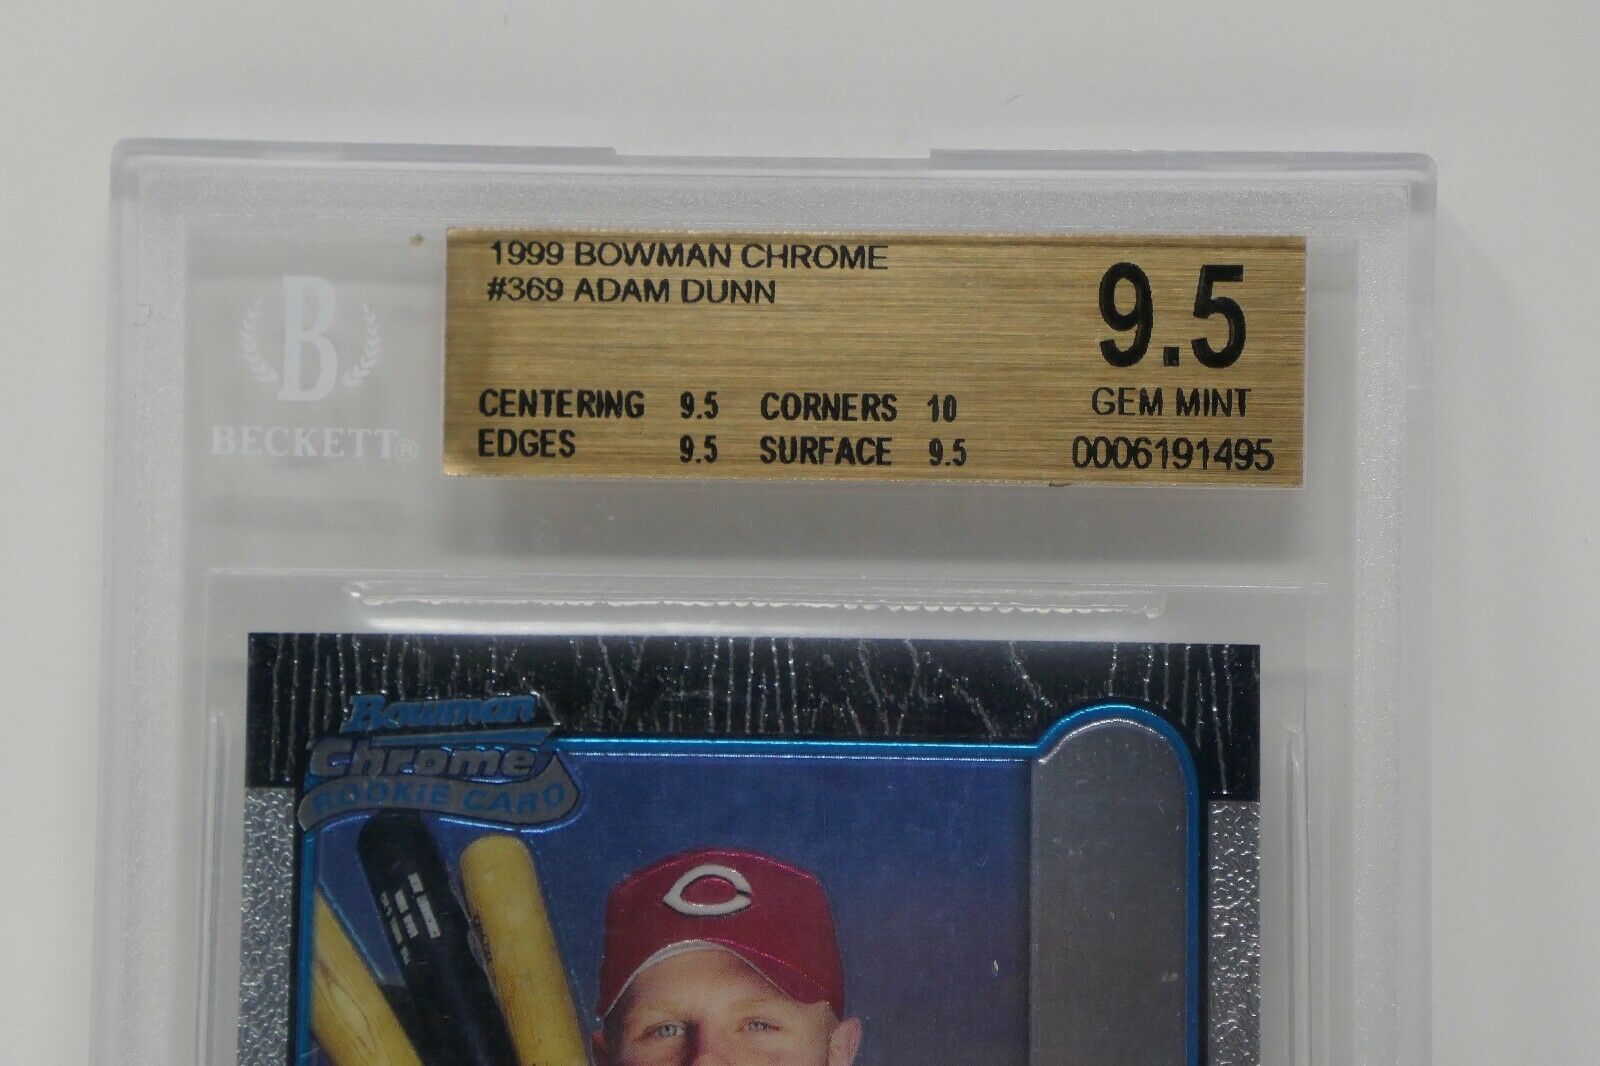 1999 BOWMAN CHROME
#369 ADAM DUNN
9.5
GEM MINT
CENTERING 9.5 CORNERS 10
EDGES 9.5 SURFACE 9.5
0006191495
B
BECKETT®
Bowman
Chrome
ROOKIE CARD
C